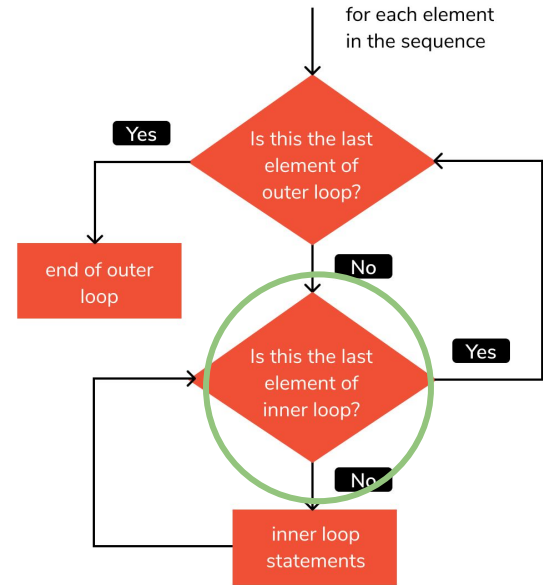 for each element
in the sequence
Is this the last
element of
outer loop?
Yes
end of outer
loop
No
Is this the last
element of
inner loop?
Yes
No
inner loop
statements